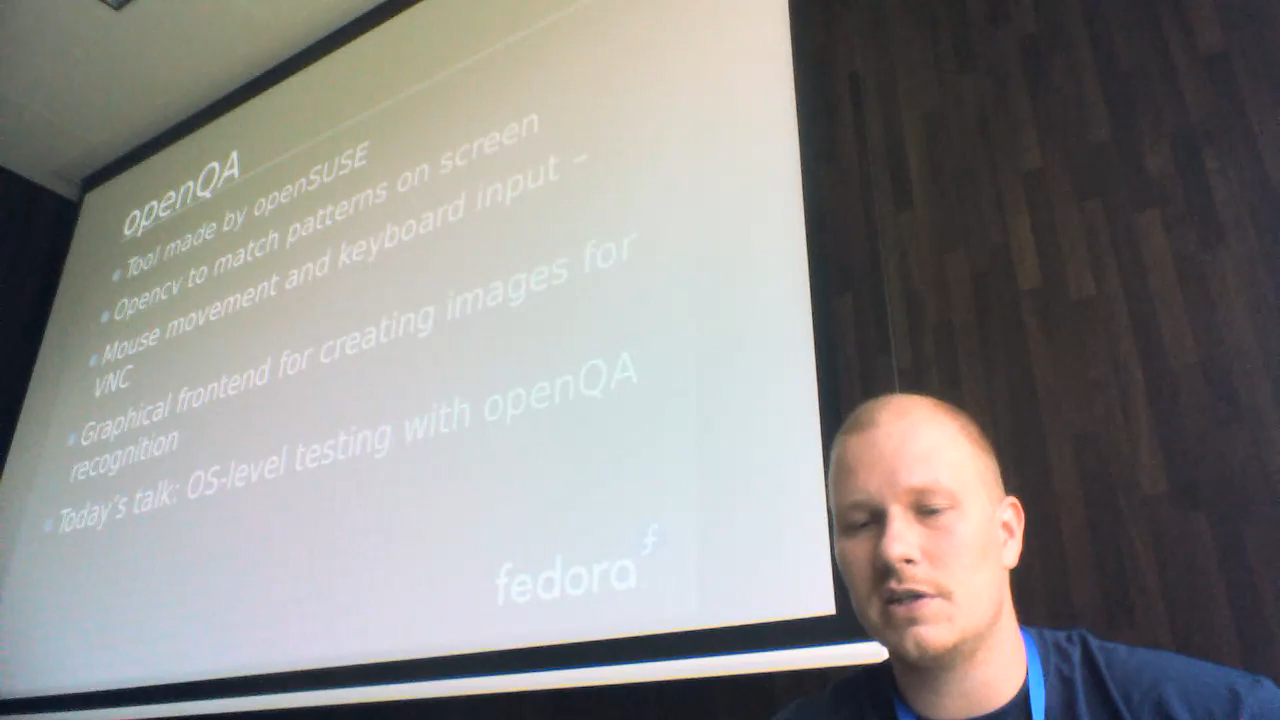 openQA
Tool made by openSUSE
Opencv to match patterns on screen
Mouse movement and keyboard input –
VNC
Graphical frontend for creating images for
recognition
Today's talk: OS-level testing with openQA
fedora